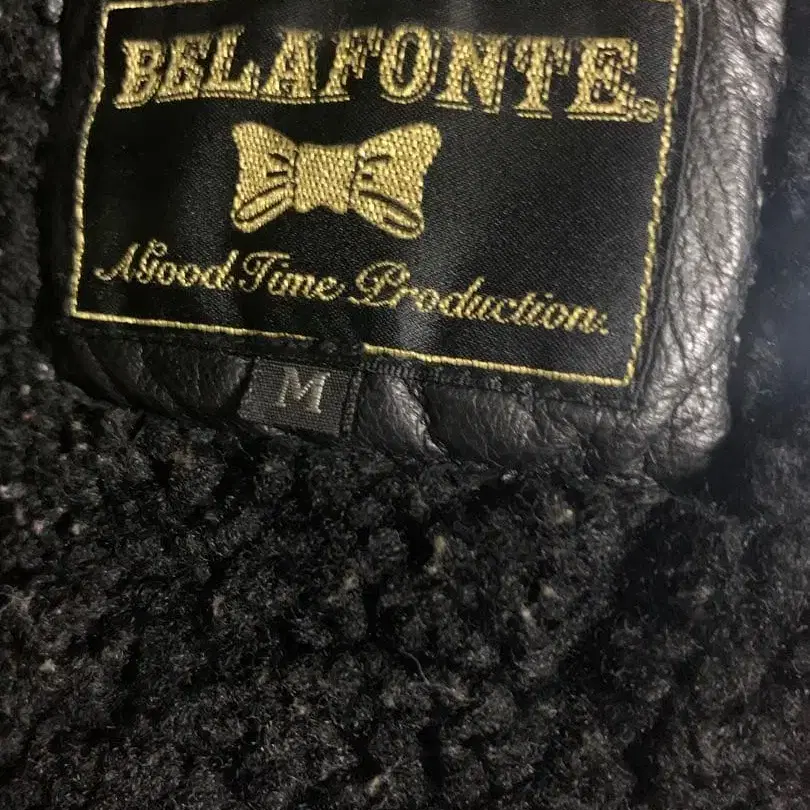 BELAFONTE®
A Good Time Production.
M